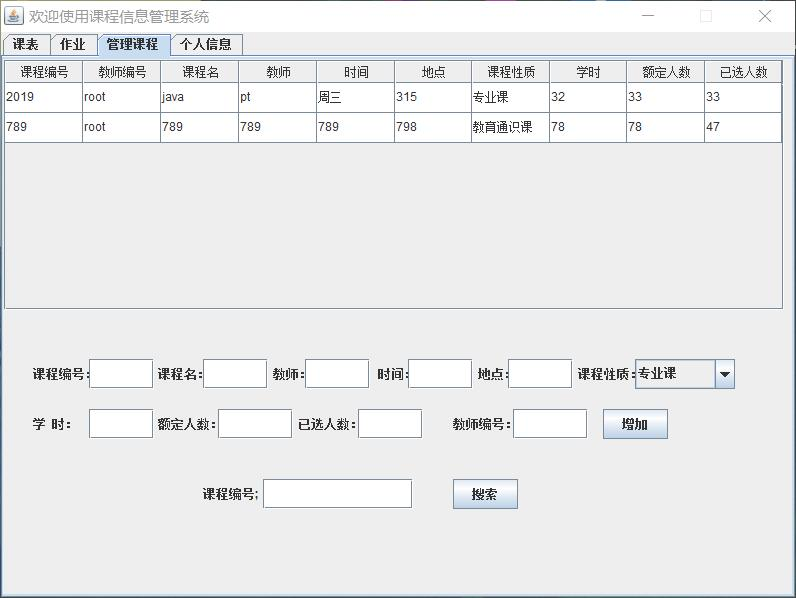 欢迎使用课程信息管理系统
课表 作业 管理课程 个人信息
课程编号 教师编号 课程名 教师 时间 地点 课程性质 学时 额定人数 已选人数
2019 root java pt 周三 315 专业课 32 33 33
789 root 789 789 789 798 教育通识课 78 78 47
课程编号: 课程名: 教师: 时间: 地点: 课程性质: 专业课
学 时: 额定人数: 已选人数: 教师编号: 增加
课程编号; 搜索